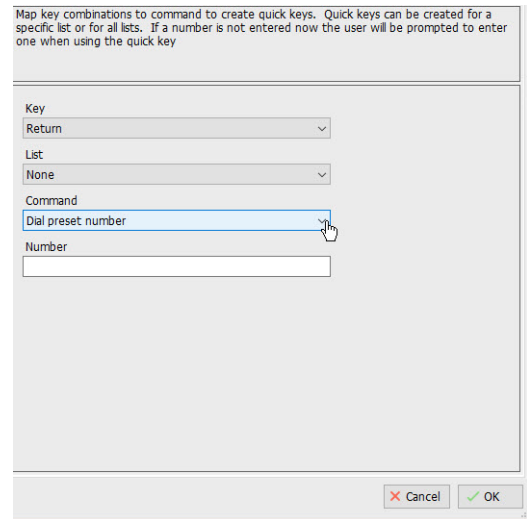 Map key combinations to command to create quick keys.  Quick keys can be created for a
specific list or for all lists.  If a number is not entered now the user will be prompted to enter
one when using the quick key
Key
Return
List
None
Command
Dial preset number
Number
Cancel
OK